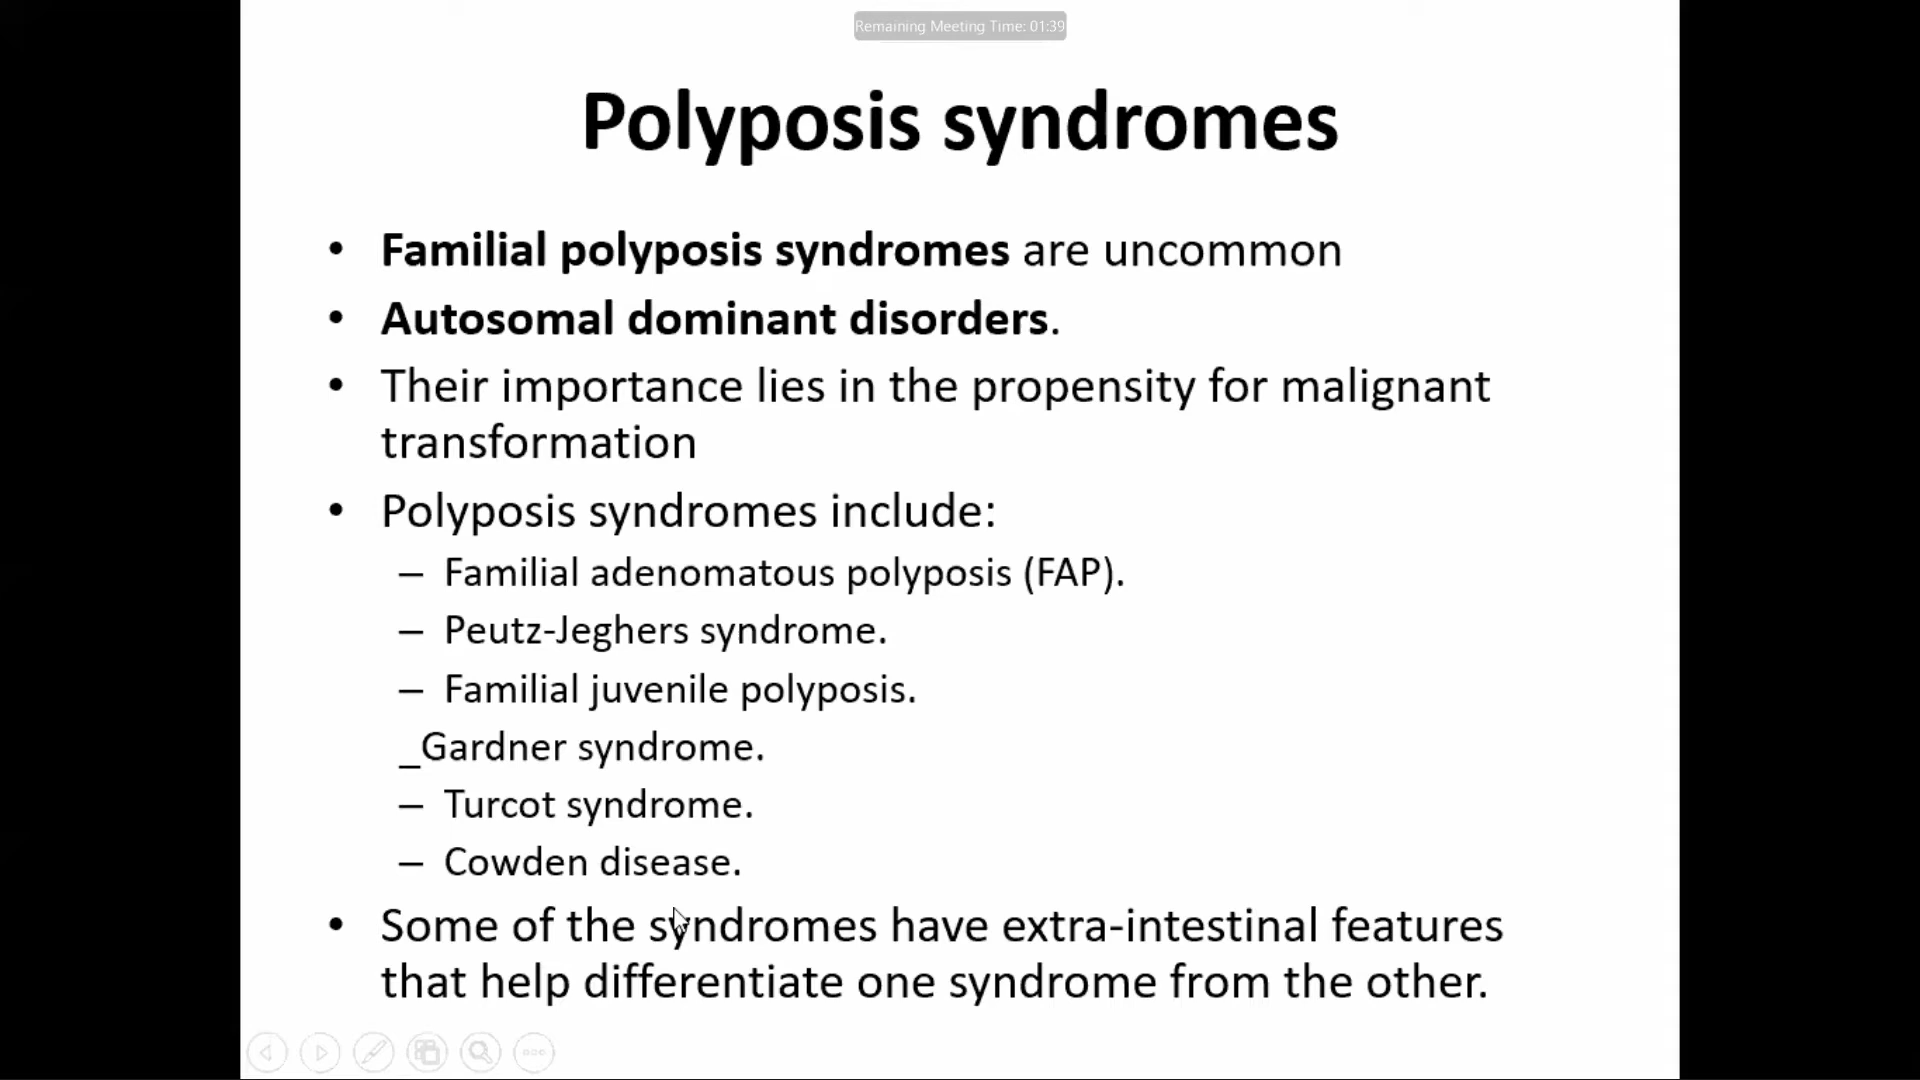 Remaining Meeting Time: 01:39
Polyposis syndromes
• Familial polyposis syndromes are uncommon
• Autosomal dominant disorders.
• Their importance lies in the propensity for malignant
transformation
• Polyposis syndromes include:
– Familial adenomatous polyposis (FAP).
– Peutz-Jeghers syndrome.
– Familial juvenile polyposis.
_Gardner syndrome.
– Turcot syndrome.
– Cowden disease.
• Some of the syndromes have extra-intestinal features
that help differentiate one syndrome from the other.